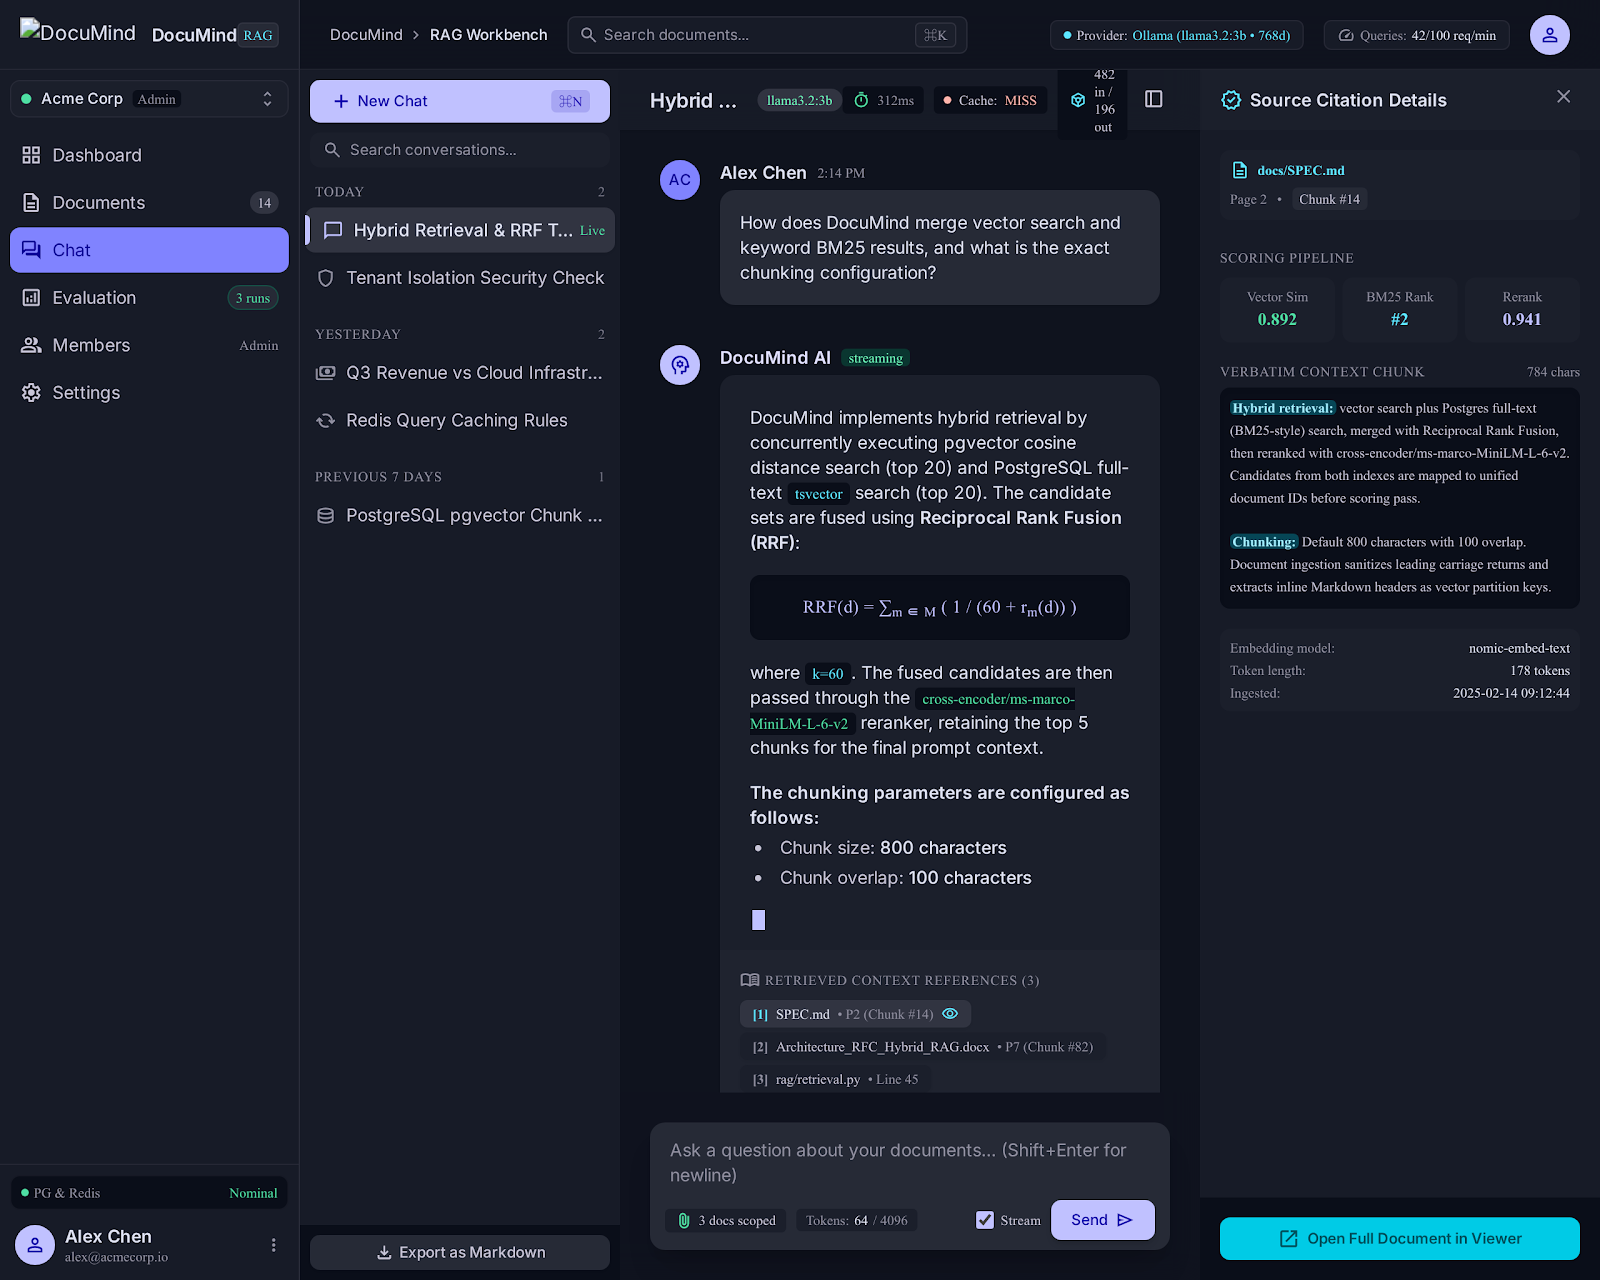 DocuMind DocuMind RAG
DocuMind › RAG Workbench
Search documents... ⌘K
Provider: Ollama (llama3.2:3b • 768d)
Queries: 42/100 req/min
Acme Corp Admin
Dashboard
Documents 14
Chat
Evaluation 3 runs
Members Admin
Settings
PG & Redis Nominal
Alex Chen
alex@acmecorp.io
New Chat ⌘N
Search conversations...
TODAY 2
Hybrid Retrieval & RRF T... Live
Tenant Isolation Security Check
YESTERDAY 2
Q3 Revenue vs Cloud Infrastr...
Redis Query Caching Rules
PREVIOUS 7 DAYS 1
PostgreSQL pgvector Chunk ...
Export as Markdown
Hybrid ... llama3.2:3b 312ms Cache: MISS
482
in /
196
out
AC Alex Chen 2:14 PM
How does DocuMind merge vector search and
keyword BM25 results, and what is the exact
chunking configuration?
DocuMind AI streaming
DocuMind implements hybrid retrieval by
concurrently executing pgvector cosine
distance search (top 20) and PostgreSQL full-
text tsvector search (top 20). The candidate
sets are fused using Reciprocal Rank Fusion
(RRF):
RRF(d) = ∑m ∈ M ( 1 / (60 + rm(d)) )
where k=60 . The fused candidates are then
passed through the cross-encoder/ms-marco-
MiniLM-L-6-v2 reranker, retaining the top 5
chunks for the final prompt context.
The chunking parameters are configured as
follows:
• Chunk size: 800 characters
• Chunk overlap: 100 characters
RETRIEVED CONTEXT REFERENCES (3)
[1] SPEC.md • P2 (Chunk #14)
[2] Architecture_RFC_Hybrid_RAG.docx • P7 (Chunk #82)
[3] rag/retrieval.py • Line 45
Ask a question about your documents... (Shift+Enter for
newline)
3 docs scoped Tokens: 64 / 4096 Stream Send
Source Citation Details
docs/SPEC.md
Page 2 • Chunk #14
SCORING PIPELINE
Vector Sim BM25 Rank Rerank
0.892 #2 0.941
VERBATIM CONTEXT CHUNK 784 chars
Hybrid retrieval: vector search plus Postgres full-text
(BM25-style) search, merged with Reciprocal Rank Fusion,
then reranked with cross-encoder/ms-marco-MiniLM-L-6-v2.
Candidates from both indexes are mapped to unified
document IDs before scoring pass.
Chunking: Default 800 characters with 100 overlap.
Document ingestion sanitizes leading carriage returns and
extracts inline Markdown headers as vector partition keys.
Embedding model: nomic-embed-text
Token length: 178 tokens
Ingested: 2025-02-14 09:12:44
Open Full Document in Viewer